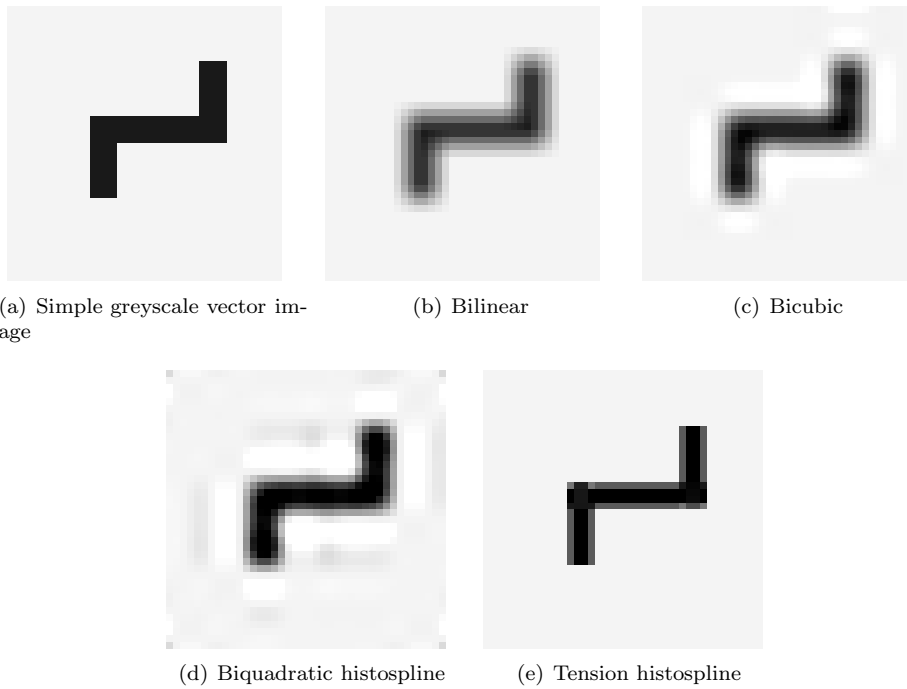 (a) Simple greyscale vector im-
age
(b) Bilinear
(c) Bicubic
(d) Biquadratic histospline
(e) Tension histospline